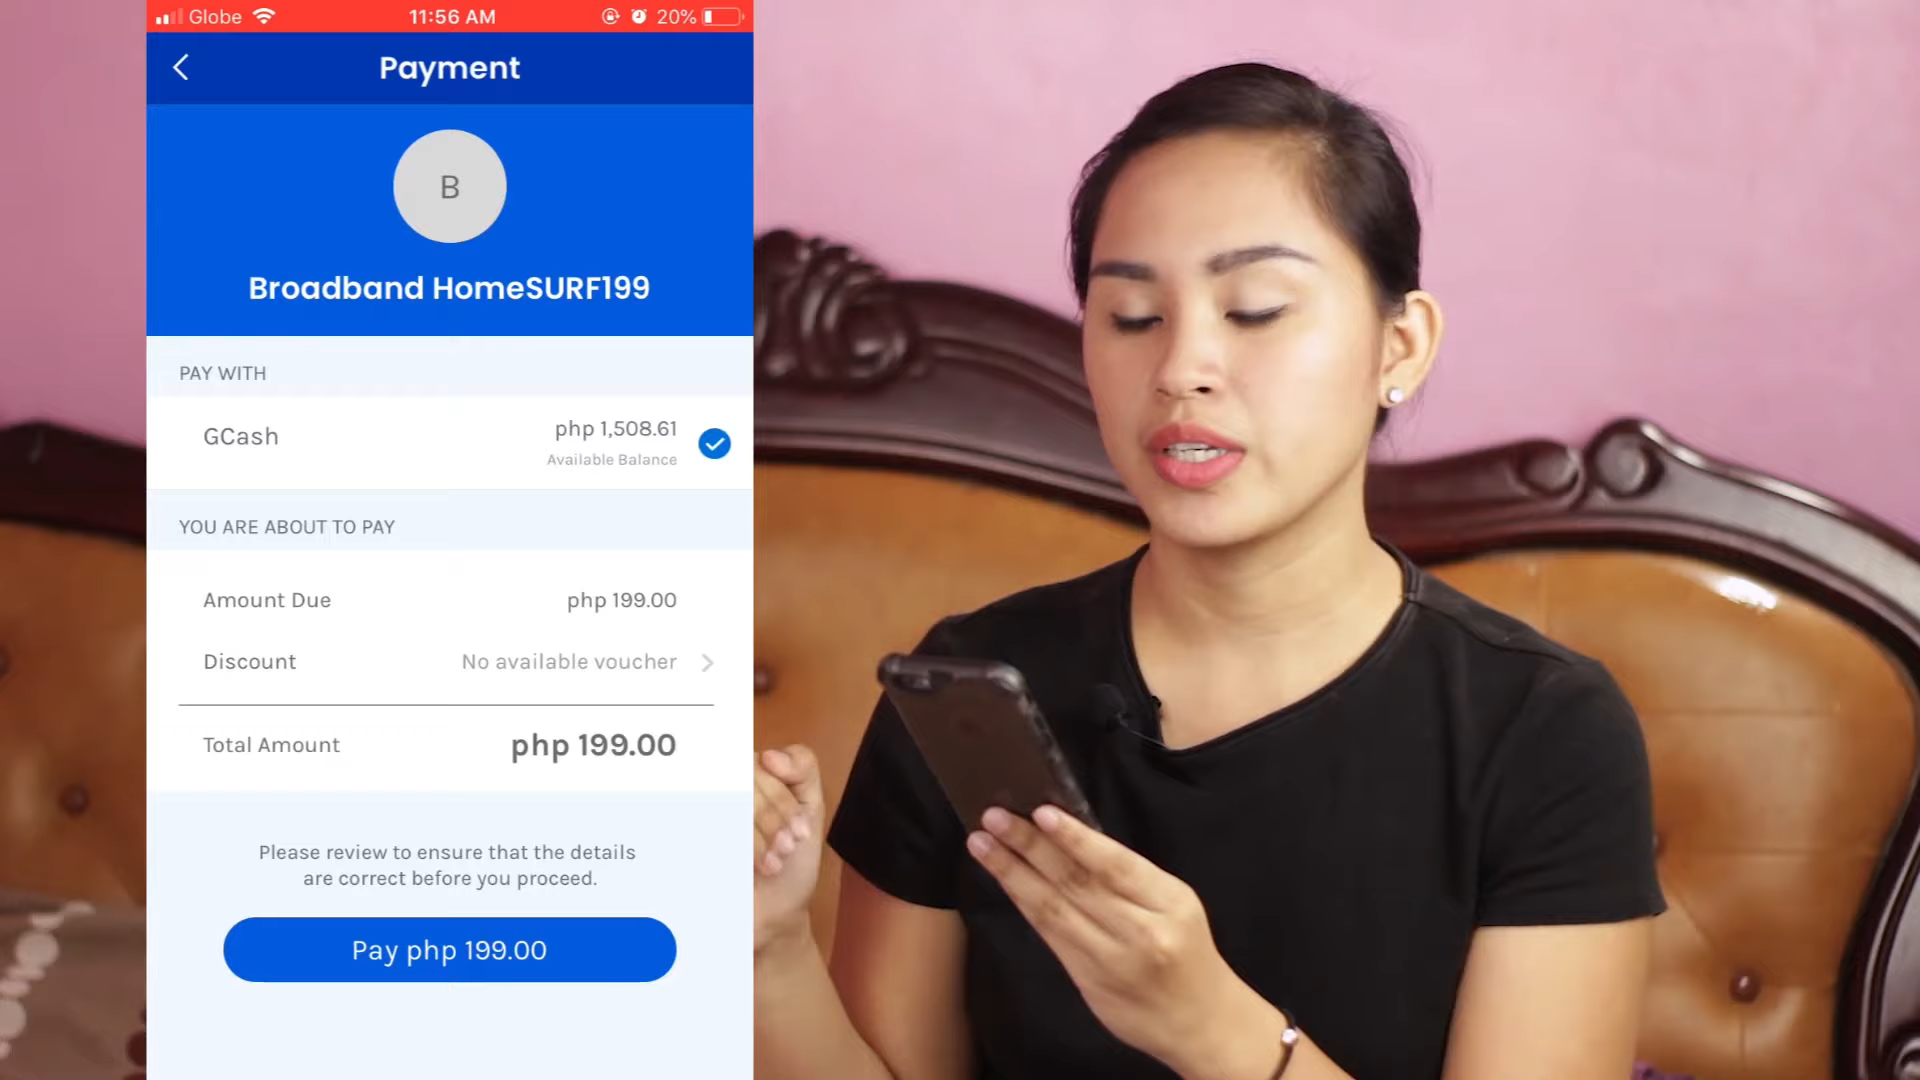 Globe 11:56 AM 20%
Payment
B
Broadband HomeSURF199
PAY WITH
GCash php 1,508.61
Available Balance
YOU ARE ABOUT TO PAY
Amount Due php 199.00
Discount No available voucher
Total Amount php 199.00
Please review to ensure that the details
are correct before you proceed.
Pay php 199.00